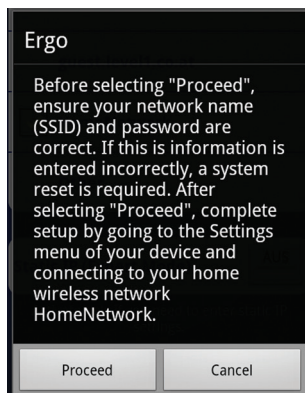 Ergo
Before selecting "Proceed",
ensure your network name
(SSID) and password are
correct. If this is information is
entered incorrectly, a system
reset is required. After
selecting "Proceed", complete
setup by going to the Settings
menu of your device and
connecting to your home
wireless network
HomeNetwork.
Proceed
Cancel